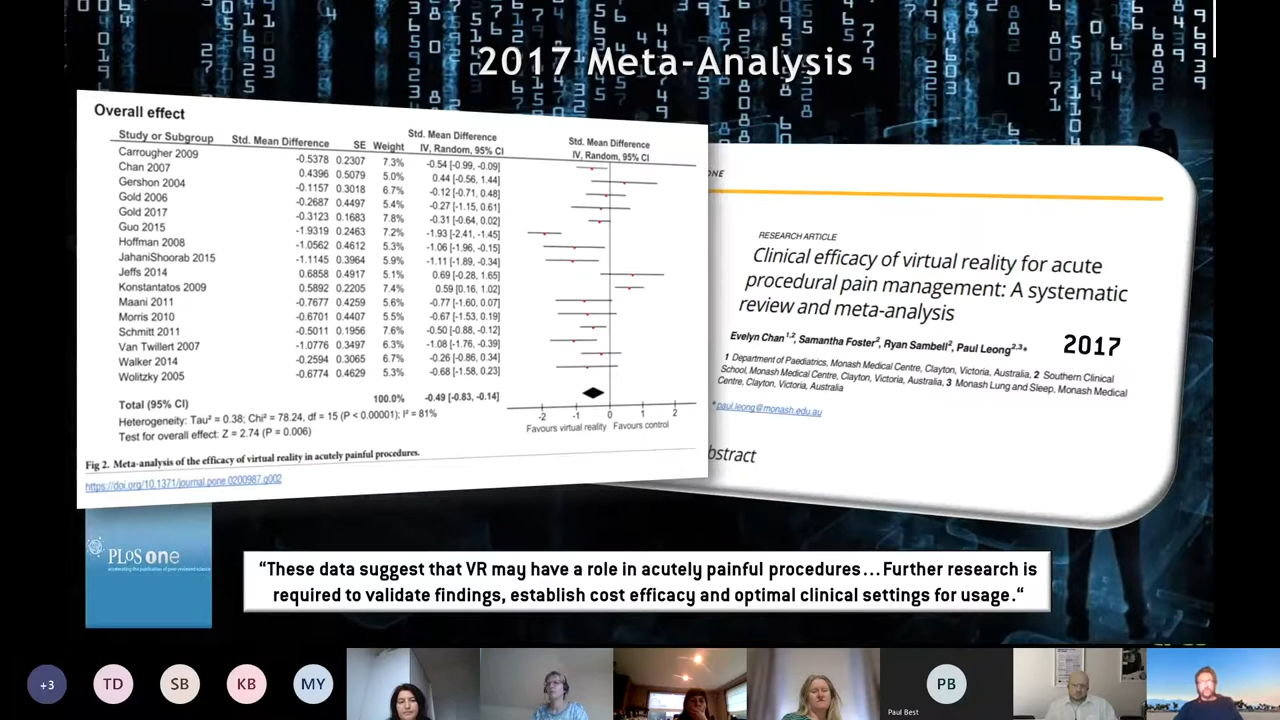 2017 Meta-Analysis
Overall effect
Study or Subgroup Std. Mean Difference SE Weight Std. Mean Difference IV, Random, 95% CI Std. Mean Difference IV, Random, 95% CI
Carrougher 2009 -0.5378 0.2307 7.3% -0.54 [-0.99, -0.09]
Chan 2007 0.4396 0.5079 5.0% 0.44 [-0.56, 1.44]
Gershon 2004 -0.1157 0.3018 6.7% -0.12 [-0.71, 0.48]
Gold 2006 -0.2687 0.4497 5.4% -0.27 [-1.15, 0.61]
Gold 2017 -0.3123 0.1683 7.8% -0.31 [-0.64, 0.02]
Guo 2015 -1.9319 0.2463 7.2% -1.93 [-2.41, -1.45]
Hoffman 2008 -1.0562 0.4612 5.3% -1.06 [-1.96, -0.15]
JahaniShoorab 2015 -1.1145 0.3964 5.9% -1.11 [-1.89, -0.34]
Jeffs 2014 0.6858 0.4917 5.1% 0.69 [-0.28, 1.65]
Konstantatos 2009 0.5892 0.2205 7.4% 0.59 [0.16, 1.02]
Maani 2011 -0.7677 0.4259 5.6% -0.77 [-1.60, 0.07]
Morris 2010 -0.6701 0.4407 5.5% -0.67 [-1.53, 0.19]
Schmitt 2011 -0.5011 0.1956 7.6% -0.50 [-0.88, -0.12]
Van Twillert 2007 -1.0776 0.3497 6.3% -1.08 [-1.76, -0.39]
Walker 2014 -0.2594 0.3065 6.7% -0.26 [-0.86, 0.34]
Wolitzky 2005 -0.6774 0.4629 5.3% -0.68 [-1.58, 0.23]
Total (95% CI) 100.0% -0.49 [-0.83, -0.14]
Heterogeneity: Tau² = 0.38; Chi² = 78.24, df = 15 (P < 0.00001); I² = 81%
Test for overall effect: Z = 2.74 (P = 0.006)
-2 -1 0 1 2
Favours virtual reality Favours control
Fig 2. Meta-analysis of the efficacy of virtual reality in acutely painful procedures.
https://doi.org/10.1371/journal.pone.0200987.g002
ONE
RESEARCH ARTICLE
Clinical efficacy of virtual reality for acute
procedural pain management: A systematic
review and meta-analysis
Evelyn Chan1,2, Samantha Foster2, Ryan Sambell2, Paul Leong2,3*
2017
1 Department of Paediatrics, Monash Medical Centre, Clayton, Victoria, Australia, 2 Southern Clinical
School, Monash Medical Centre, Clayton, Victoria, Australia, 3 Monash Lung and Sleep, Monash Medical
Centre, Clayton, Victoria, Australia
* paul.leong@monash.edu.au
bstract
PLoS one
“These data suggest that VR may have a role in acutely painful procedures...Further research is
required to validate findings, establish cost efficacy and optimal clinical settings for usage.“
+3 TD SB KB MY PB
Paul Best